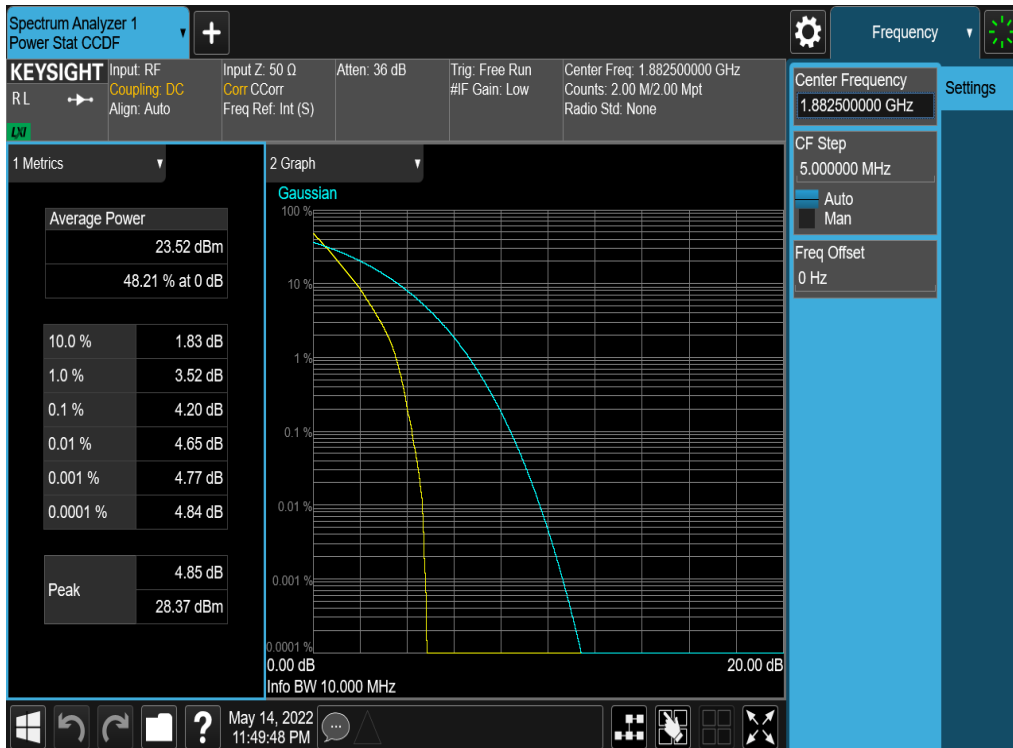 Spectrum Analyzer 1
Power Stat CCDF
+
Frequency
KEYSIGHT
RL
LXI
Input: RF
Coupling: DC
Align: Auto
Input Z: 50 Ω
Corr CCorr
Freq Ref: Int (S)
Atten: 36 dB
Trig: Free Run
#IF Gain: Low
Center Freq: 1.882500000 GHz
Counts: 2.00 M/2.00 Mpt
Radio Std: None
Center Frequency
1.882500000 GHz
Settings
CF Step
5.000000 MHz
Auto
Man
Freq Offset
0 Hz
1 Metrics
Average Power
23.52 dBm
48.21 % at 0 dB
10.0 % 1.83 dB
1.0 % 3.52 dB
0.1 % 4.20 dB
0.01 % 4.65 dB
0.001 % 4.77 dB
0.0001 % 4.84 dB
Peak
4.85 dB
28.37 dBm
2 Graph
Gaussian
100 %
10 %
1 %
0.1 %
0.01 %
0.001 %
0.0001 %
0.00 dB 20.00 dB
Info BW 10.000 MHz
?
May 14, 2022
11:49:48 PM